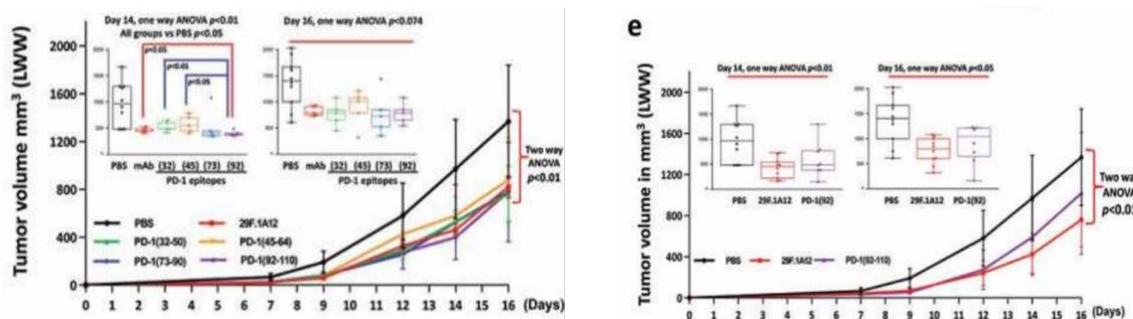 Day 14, one way ANOVA p<0.01
All groups vs PBS p<0.05
Day 16, one way ANOVA p<0.074
p<0.05
p<0.01
p<0.05
PBS mAb (32) (45) (73) (92)
PD-1 epitopes
PBS mAb (32) (45) (73) (92)
PD-1 epitopes
Tumor volume mm³ (LWW)
2000
1600
1200
800
400
0
PBS
29F.1A12
PD-1(32-50)
PD-1(45-64)
PD-1(73-90)
PD-1(92-110)
Two way
ANOVA
p<0.01
0 1 2 3 4 5 6 7 8 9 10 11 12 13 14 15 16 (Days)
e
Day 14, one way ANOVA p<0.01
Day 16, one way ANOVA p<0.05
PBS 29F.1A12 PD-1(92)
PBS 29F.1A12 PD-1(92)
Tumor volume in mm³ (LWW)
2000
1600
1200
800
400
0
PBS
29F.1A12
PD-1(92-110)
Two wa
ANOVA
p<0.01
0 1 2 3 4 5 6 7 8 9 10 11 12 13 14 15 16 (Days)